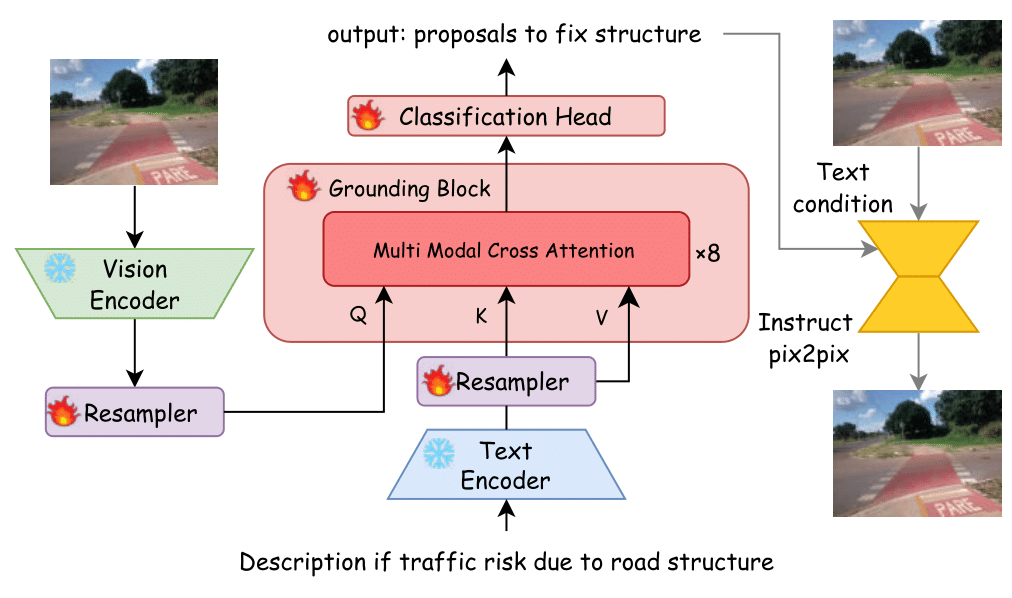 output: proposals to fix structure
Classification Head
Grounding Block
Multi Modal Cross Attention
×8
Q
K
V
Vision
Encoder
Resampler
Resampler
Text
Encoder
Description if traffic risk due to road structure
PARE
Text
condition
PARE
Instruct
pix2pix
PARE